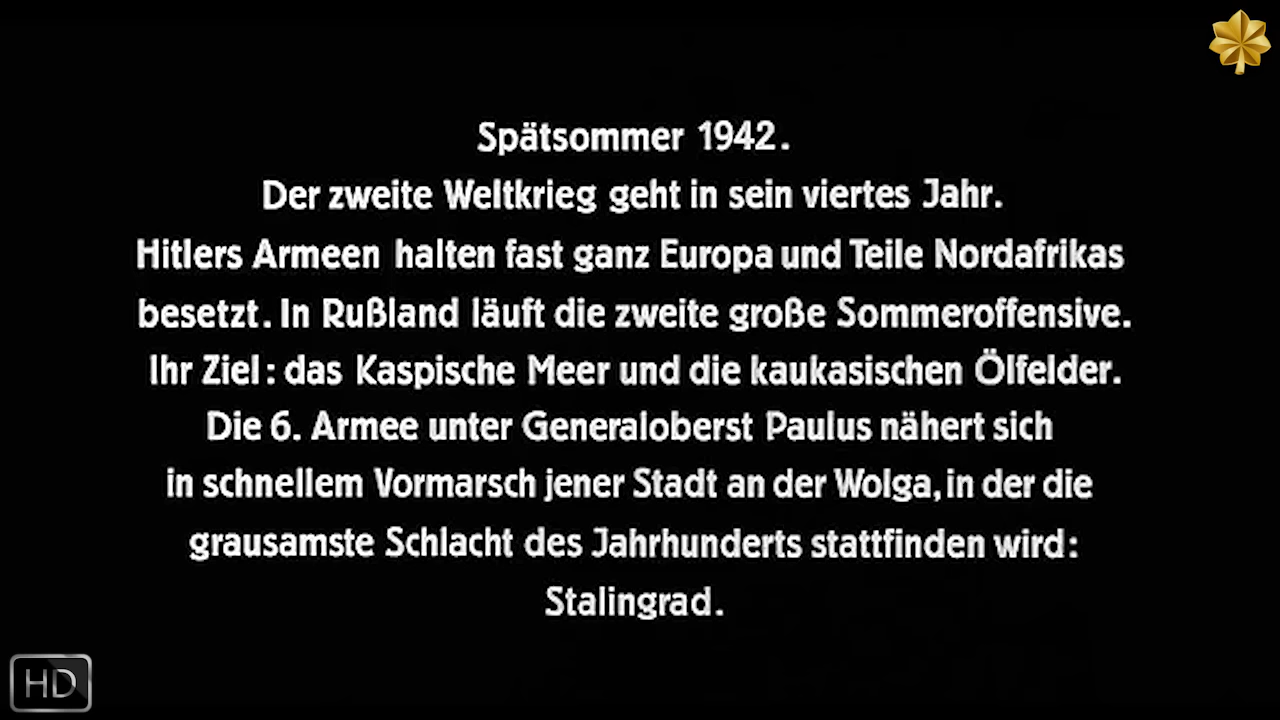 Spätsommer 1942.
Der zweite Weltkrieg geht in sein viertes Jahr.
Hitlers Armeen halten fast ganz Europa und Teile Nordafrikas
besetzt. In Rußland läuft die zweite große Sommeroffensive.
Ihr Ziel: das Kaspische Meer und die kaukasischen Ölfelder.
Die 6. Armee unter Generaloberst Paulus nähert sich
in schnellem Vormarsch jener Stadt an der Wolga, in der die
grausamste Schlacht des Jahrhunderts stattfinden wird:
Stalingrad.
HD